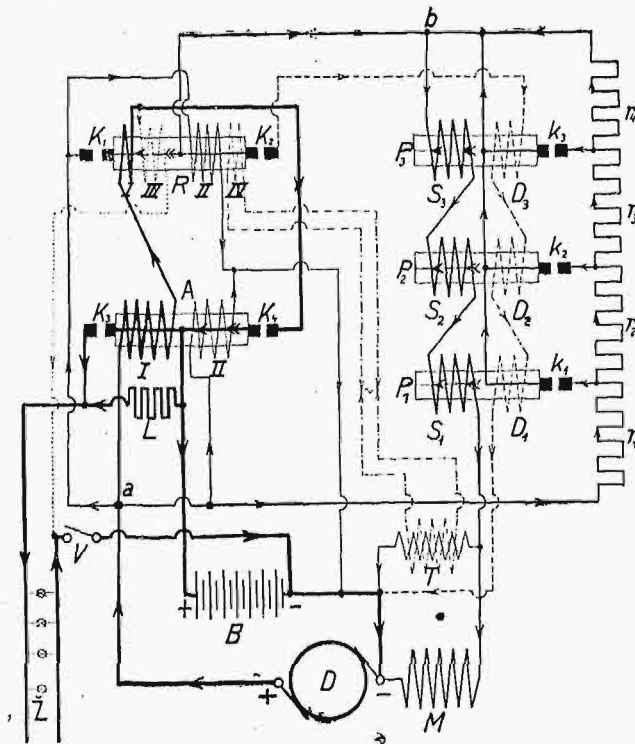 b
K₁
K₂
I
III
R
II
IV
P₃
S₃
D₃
k₃
r₄
r₃
A
K₃
K₄
I
II
P₂
S₂
D₂
k₂
r₂
P₁
S₁
D₁
k₁
r₁
L
a
V
T
+
B
-
Ž
+
D
-
M